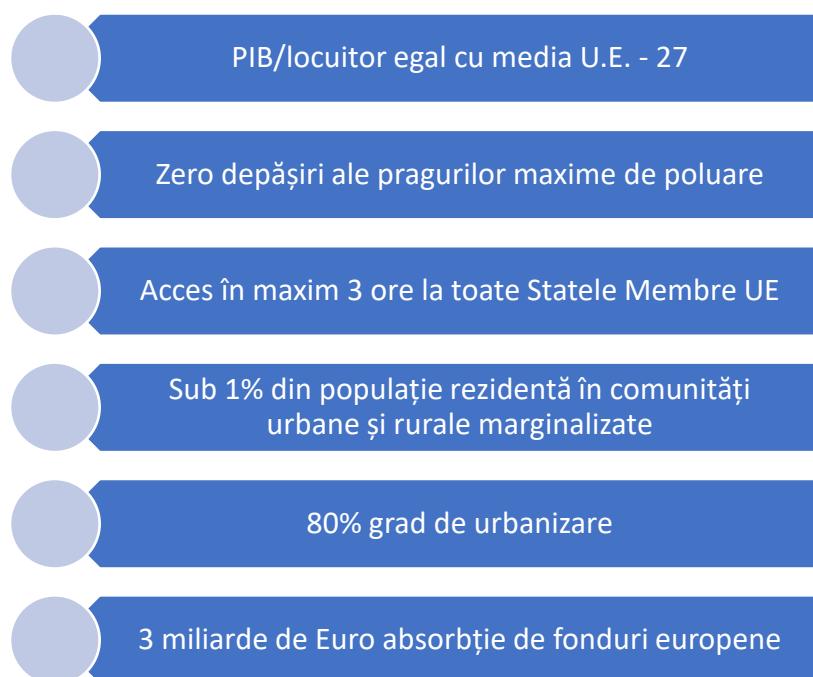 PIB/locuitor egal cu media U.E. - 27
Zero depășiri ale pragurilor maxime de poluare
Acces în maxim 3 ore la toate Statele Membre UE
Sub 1% din populație rezidentă în comunități
urbane și rurale marginalizate
80% grad de urbanizare
3 miliarde de Euro absorbție de fonduri europene